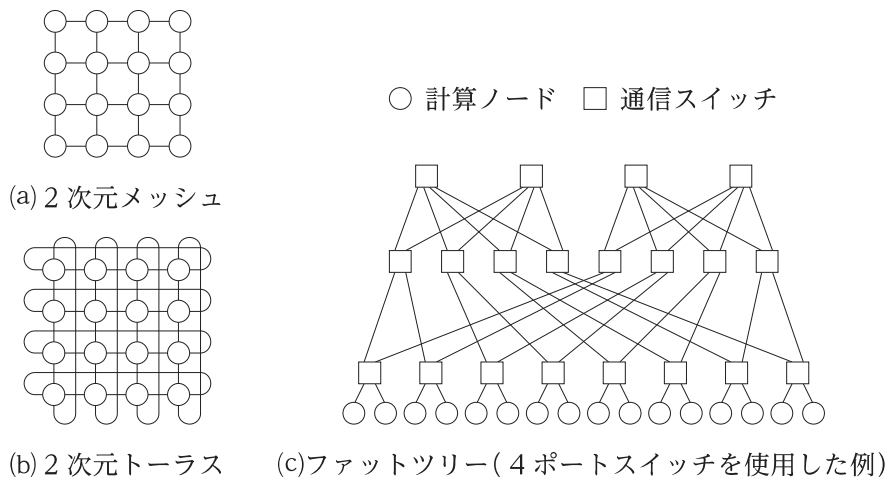 計算ノード 通信スイッチ
(a) 2 次元メッシュ
(b) 2 次元トーラス
(c)ファットツリー( 4 ポートスイッチを使用した例)